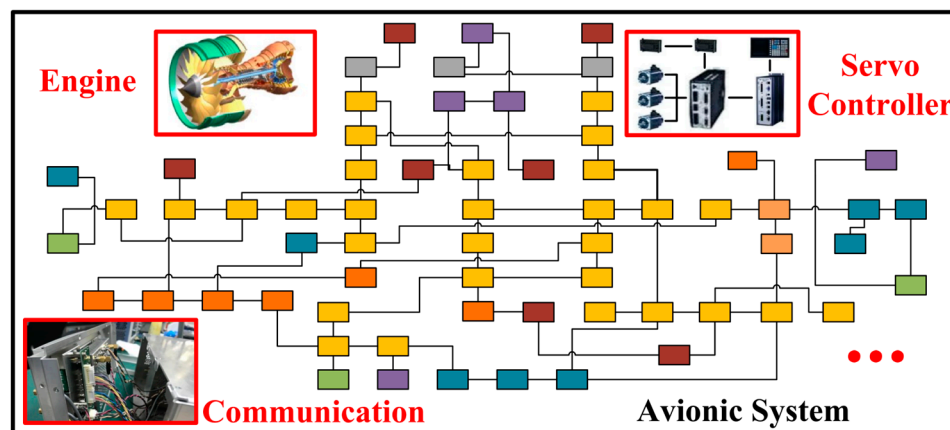 Engine
Servo
Controller
Communication
Avionic System